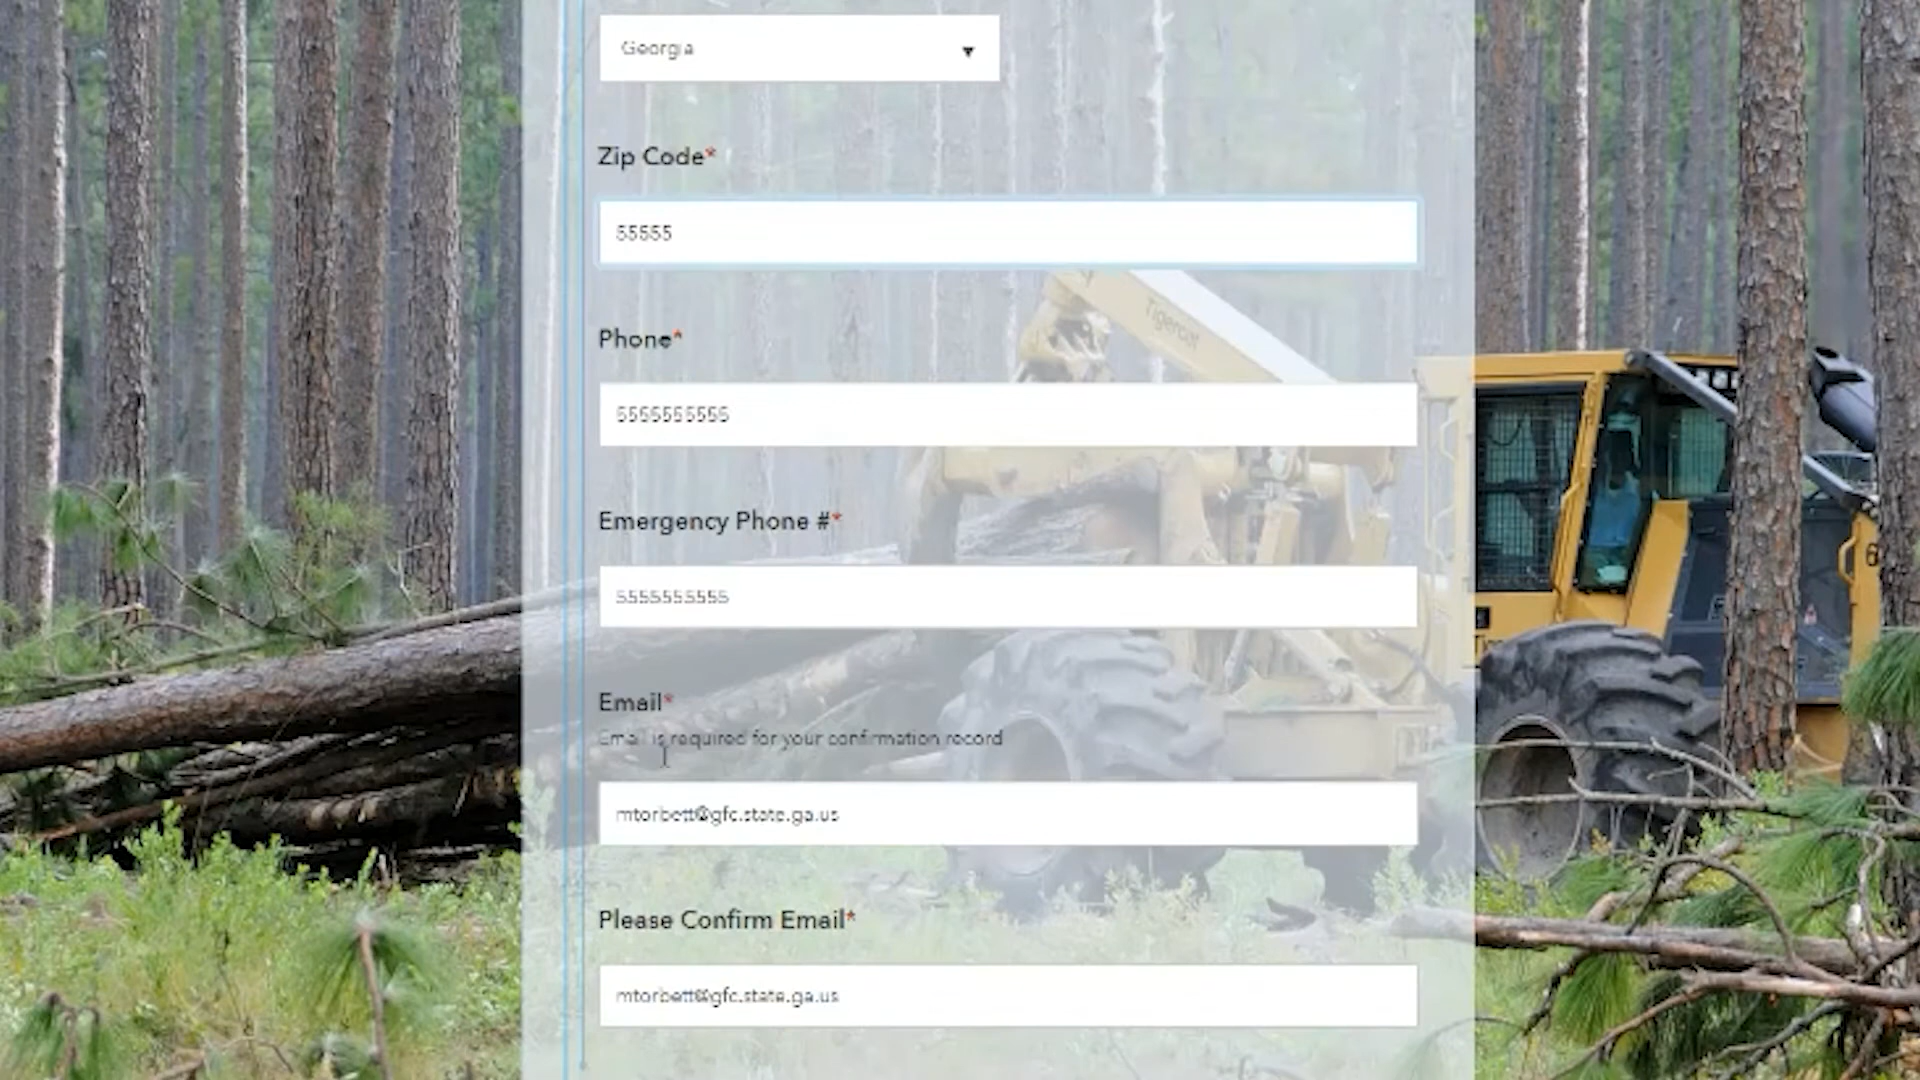 Georgia
Zip Code*
55555
Phone*
5555555555
Tigercat
Emergency Phone #*
5555555555
Email*
Email is required for your confirmation record
mtorbett@gfc.state.ga.us
Please Confirm Email*
mtorbett@gfc.state.ga.us